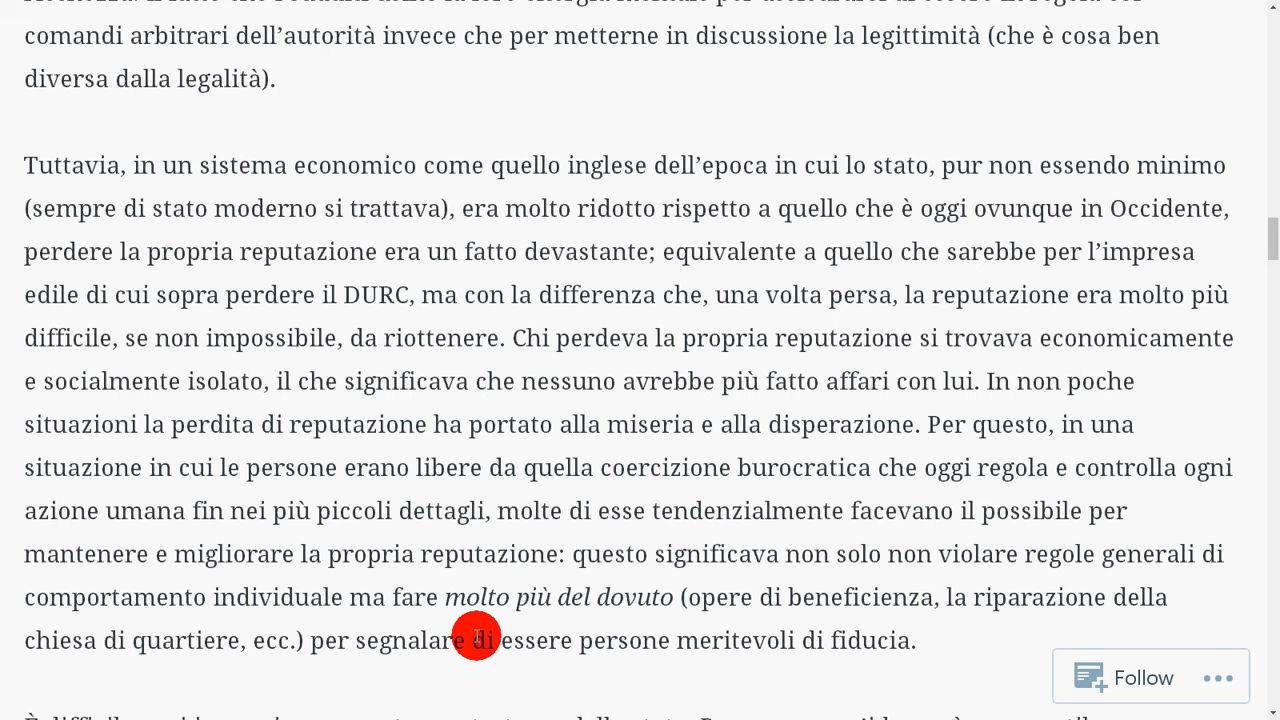 comandi arbitrari dell’autorità invece che per metterne in discussione la legittimità (che è cosa ben
diversa dalla legalità).
Tuttavia, in un sistema economico come quello inglese dell’epoca in cui lo stato, pur non essendo minimo
(sempre di stato moderno si trattava), era molto ridotto rispetto a quello che è oggi ovunque in Occidente,
perdere la propria reputazione era un fatto devastante; equivalente a quello che sarebbe per l’impresa
edile di cui sopra perdere il DURC, ma con la differenza che, una volta persa, la reputazione era molto più
difficile, se non impossibile, da riottenere. Chi perdeva la propria reputazione si trovava economicamente
e socialmente isolato, il che significava che nessuno avrebbe più fatto affari con lui. In non poche
situazioni la perdita di reputazione ha portato alla miseria e alla disperazione. Per questo, in una
situazione in cui le persone erano libere da quella coercizione burocratica che oggi regola e controlla ogni
azione umana fin nei più piccoli dettagli, molte di esse tendenzialmente facevano il possibile per
mantenere e migliorare la propria reputazione: questo significava non solo non violare regole generali di
comportamento individuale ma fare molto più del dovuto (opere di beneficienza, la riparazione della
chiesa di quartiere, ecc.) per segnalare di essere persone meritevoli di fiducia.
Follow